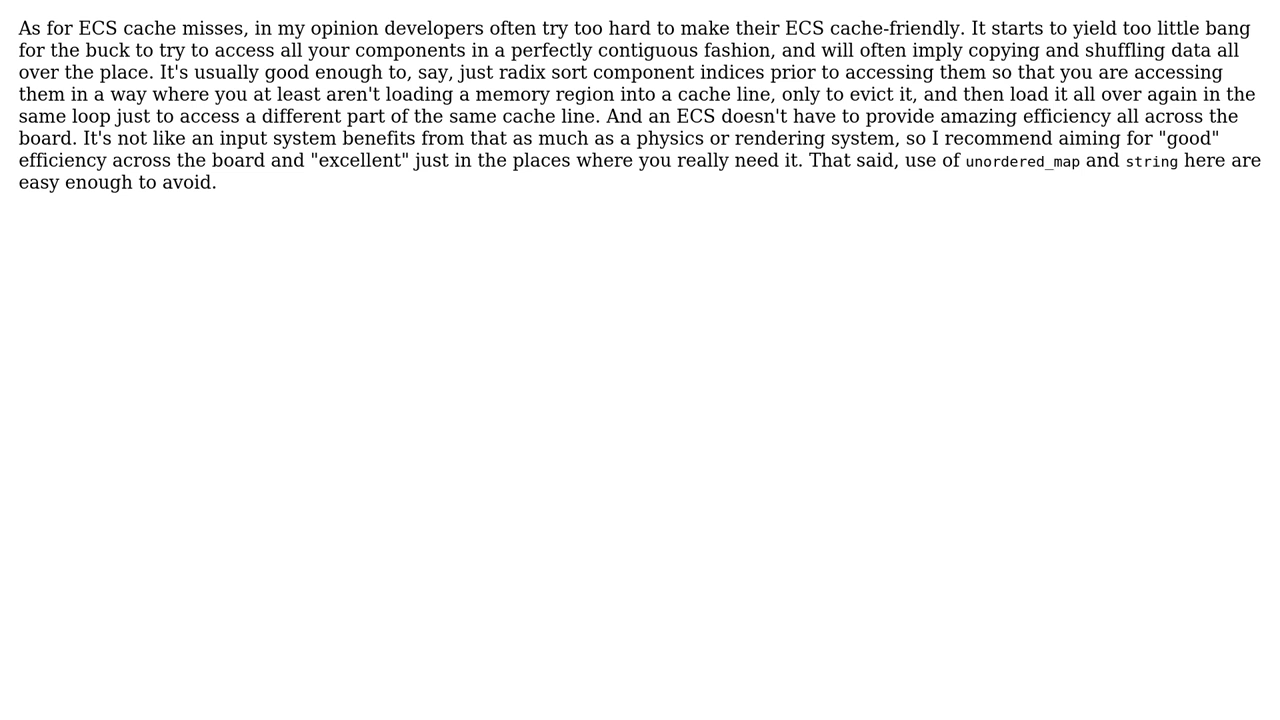 As for ECS cache misses, in my opinion developers often try too hard to make their ECS cache-friendly. It starts to yield too little bang
for the buck to try to access all your components in a perfectly contiguous fashion, and will often imply copying and shuffling data all
over the place. It's usually good enough to, say, just radix sort component indices prior to accessing them so that you are accessing
them in a way where you at least aren't loading a memory region into a cache line, only to evict it, and then load it all over again in the
same loop just to access a different part of the same cache line. And an ECS doesn't have to provide amazing efficiency all across the
board. It's not like an input system benefits from that as much as a physics or rendering system, so I recommend aiming for "good"
efficiency across the board and "excellent" just in the places where you really need it. That said, use of unordered_map and string here are
easy enough to avoid.